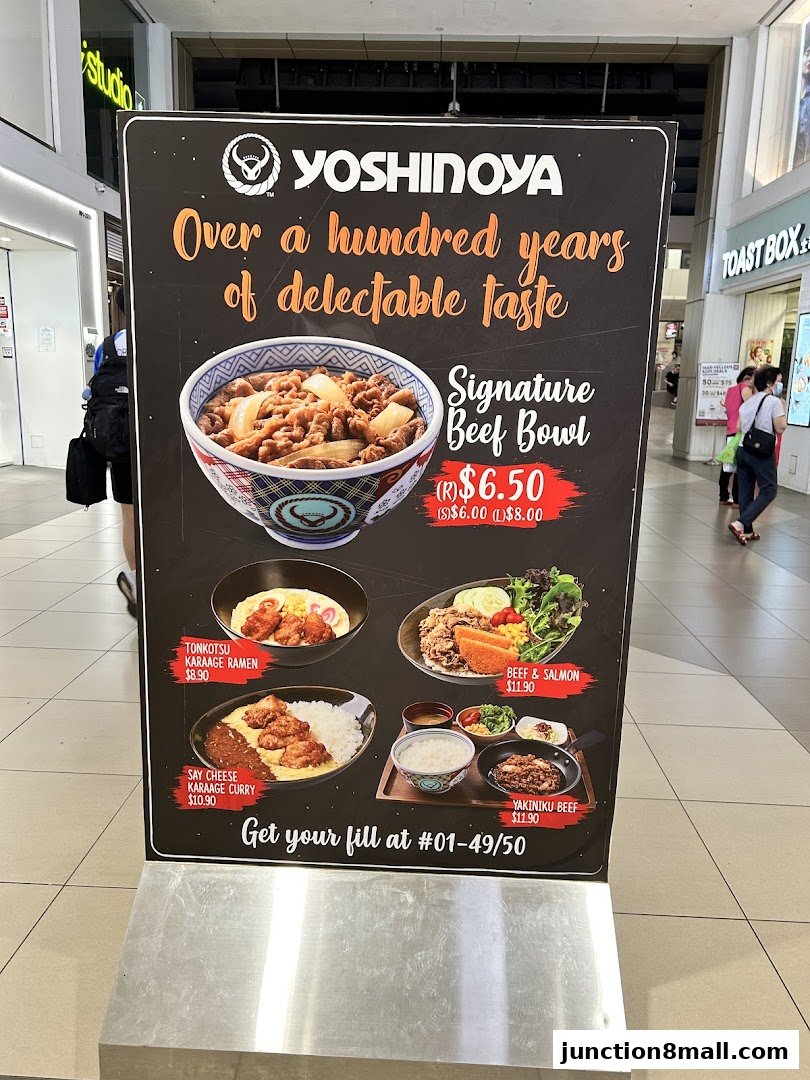 studio
YOSHINOYA
TM
Over a hundred years
of delectable taste
Signature
Beef Bowl
(R)$6.50
(S)$6.00 (L)$8.00
TONKOTSU
KARAAGE RAMEN
$8.90
BEEF & SALMON
$11.90
SAY CHEESE
KARAAGE CURRY
$10.90
YAKINIKU BEEF
$11.90
Get your fill at #01-49/50
TOAST BOX
junction8mall.com